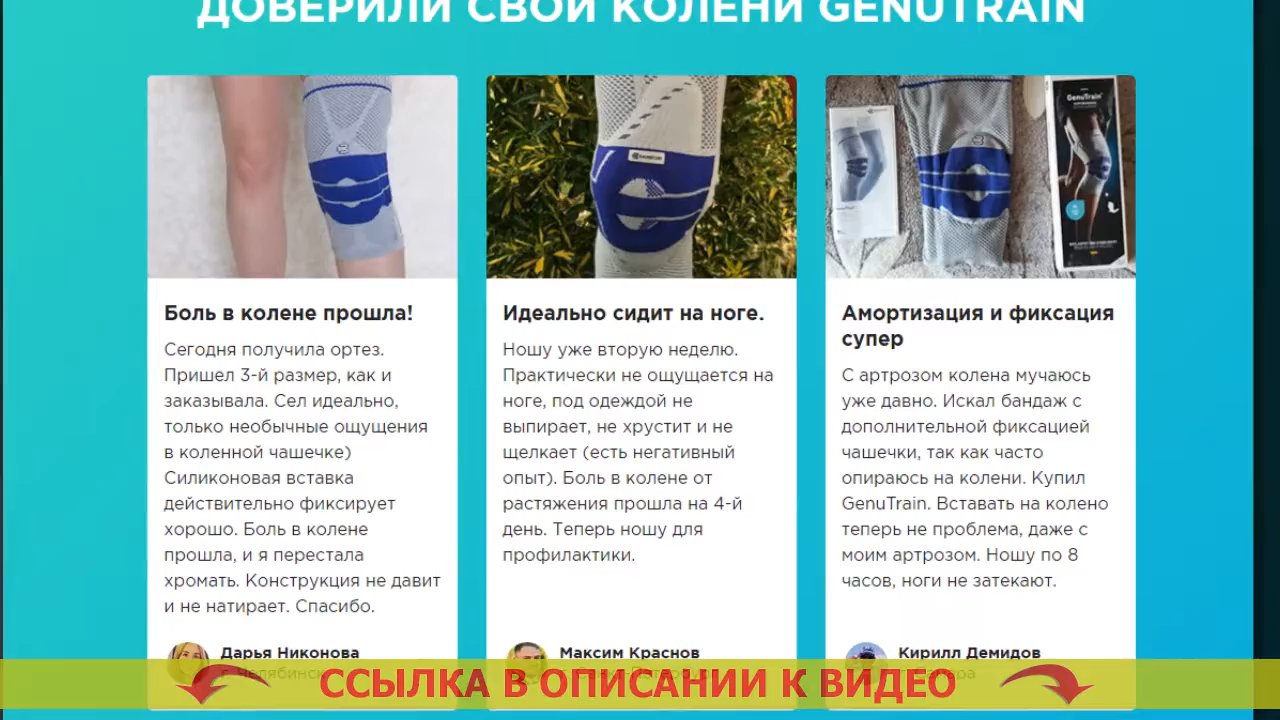 ДОВЕРИЛИ СВОИ КОЛЕНИ GENUTRAIN
GenuTrain
Боль в колене прошла!
Сегодня получила ортез.
Пришел 3-й размер, как и
заказывала. Сел идеально,
только необычные ощущения
в коленной чашечке)
Силиконовая вставка
действительно фиксирует
хорошо. Боль в колене
прошла, и я перестала
хромать. Конструкция не давит
и не натирает. Спасибо.
Дарья Никонова
г. Челябинск
Идеально сидит на ноге.
Ношу уже вторую неделю.
Практически не ощущается на
ноге, под одеждой не
выпирает, не хрустит и не
щелкает (есть негативный
опыт). Боль в колене от
растяжения прошла на 4-й
день. Теперь ношу для
профилактики.
Максим Краснов
Амортизация и фиксация
супер
С артрозом колена мучаюсь
уже давно. Искал бандаж с
дополнительной фиксацией
чашечки, так как часто
опираюсь на колени. Купил
GenuTrain. Вставать на колено
теперь не проблема, даже с
моим артрозом. Ношу по 8
часов, ноги не затекают.
Кирилл Демидов
ССЫЛКА В ОПИСАНИИ К ВИДЕО